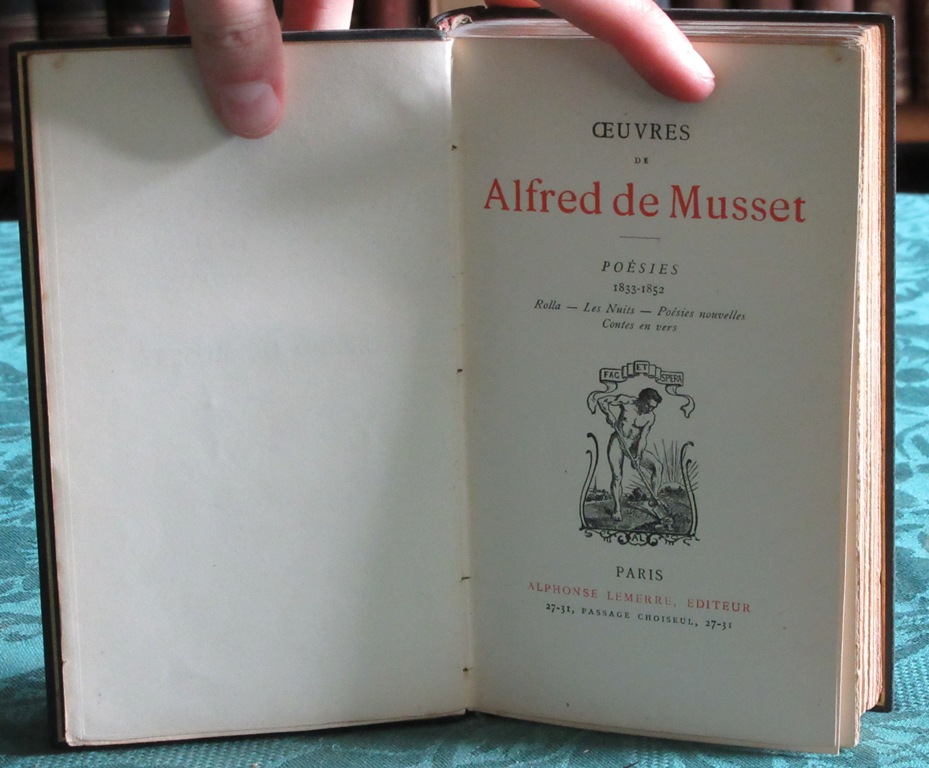 ŒUVRES
DE
Alfred de Musset
POÉSIES
1833-1852
Rolla — Les Nuits — Poésies nouvelles
Contes en vers
FAC ET SPERA
AL
PARIS
ALPHONSE LEMERRE, EDITEUR
27-31, PASSAGE CHOISEUL, 27-31